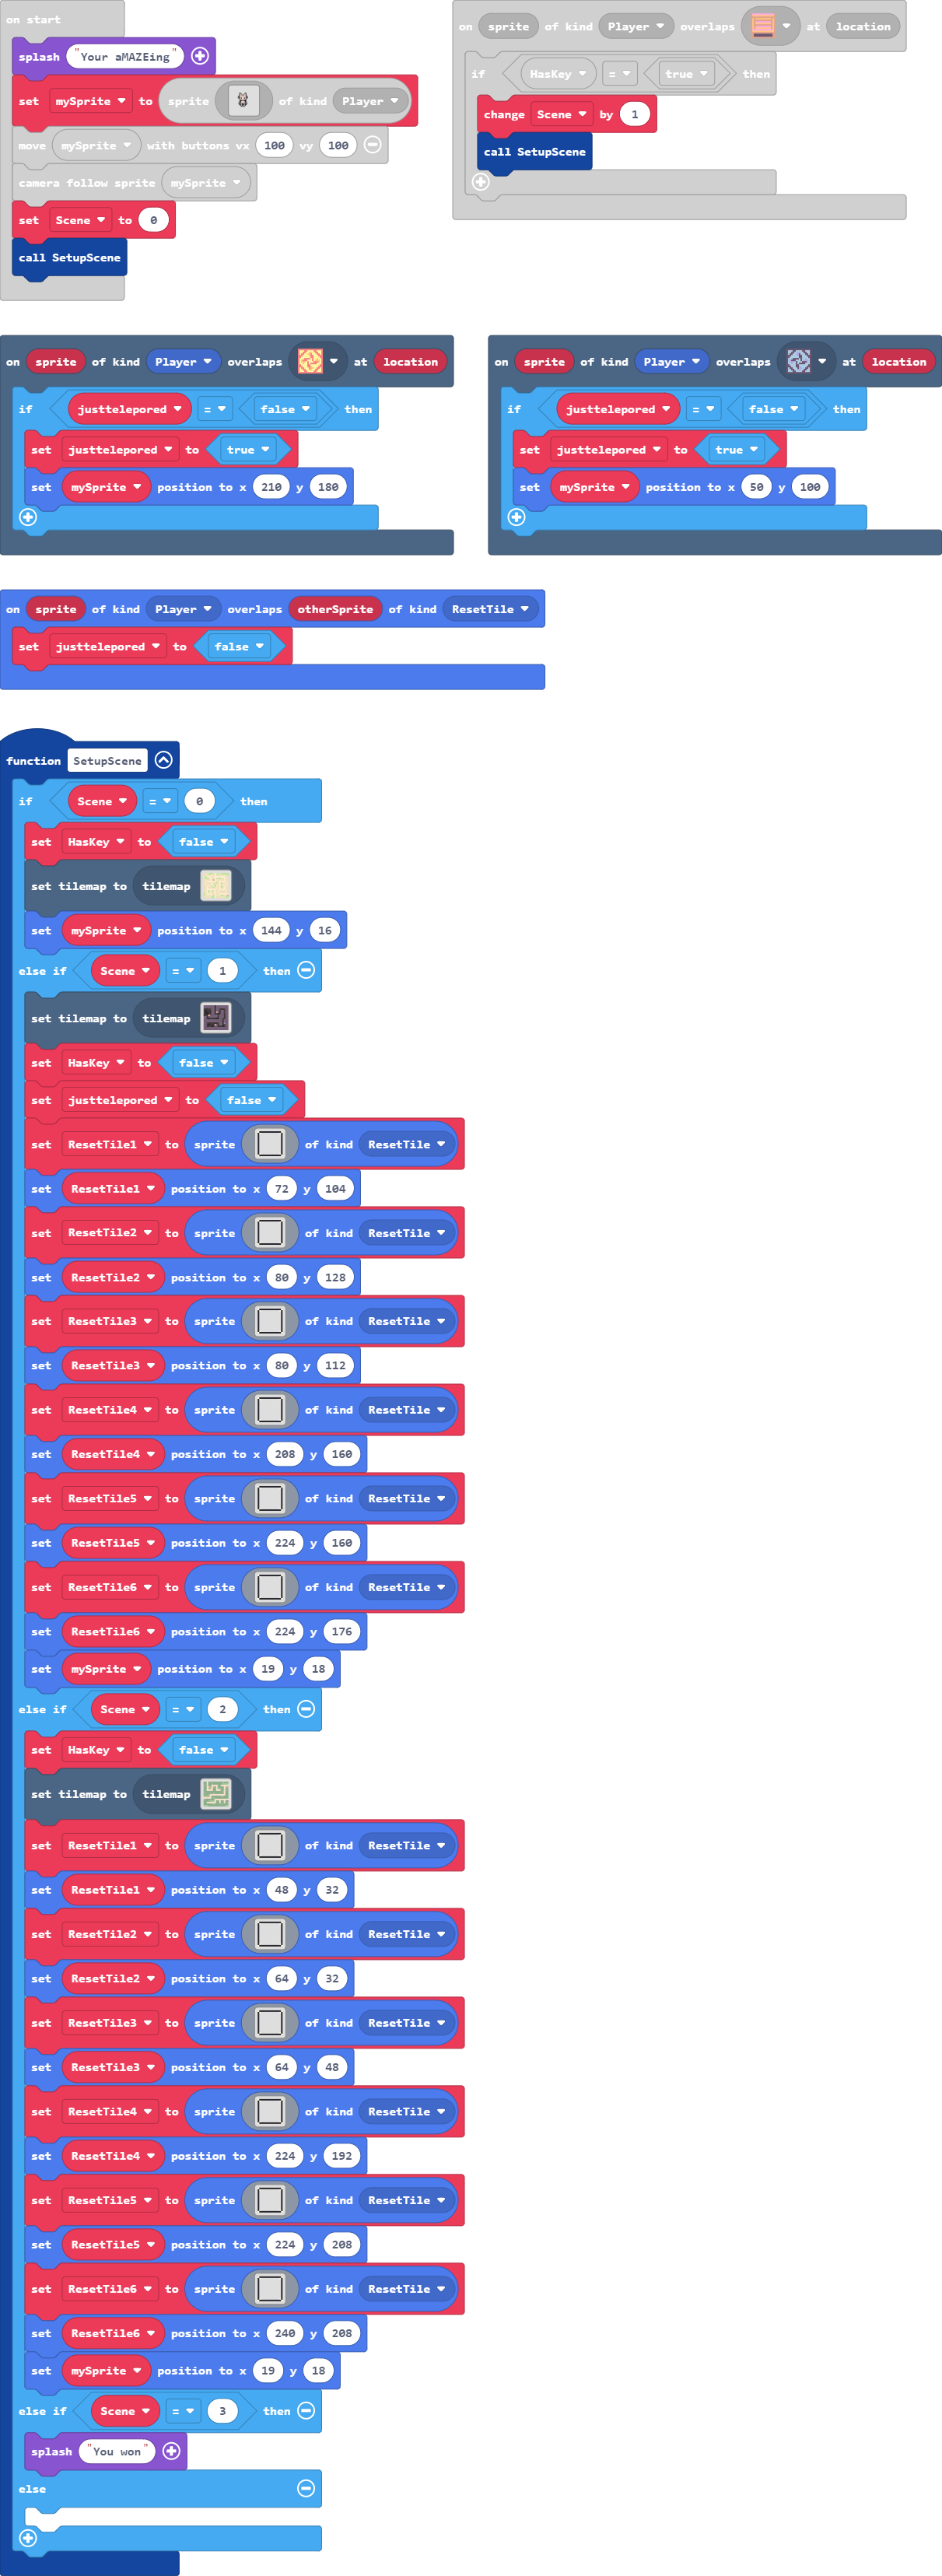 on start
splash "Your aMAZEing"
set mySprite to sprite of kind Player
move mySprite with buttons vx 100 vy 100
camera follow sprite mySprite
set Scene to 0
call SetupScene
on sprite of kind Player overlaps at location
if HasKey = true then
change Scene by 1
call SetupScene
on sprite of kind Player overlaps at location
if justtelepored = false then
set justtelepored to true
set mySprite position to x 210 y 180
on sprite of kind Player overlaps at location
if justtelepored = false then
set justtelepored to true
set mySprite position to x 50 y 100
on sprite of kind Player overlaps otherSprite of kind ResetTile
set justtelepored to false
function SetupScene
if Scene = 0 then
set HasKey to false
set tilemap to tilemap
set mySprite position to x 144 y 16
else if Scene = 1 then
set tilemap to tilemap
set HasKey to false
set justtelepored to false
set ResetTile1 to sprite of kind ResetTile
set ResetTile1 position to x 72 y 104
set ResetTile2 to sprite of kind ResetTile
set ResetTile2 position to x 80 y 128
set ResetTile3 to sprite of kind ResetTile
set ResetTile3 position to x 80 y 112
set ResetTile4 to sprite of kind ResetTile
set ResetTile4 position to x 208 y 160
set ResetTile5 to sprite of kind ResetTile
set ResetTile5 position to x 224 y 160
set ResetTile6 to sprite of kind ResetTile
set ResetTile6 position to x 224 y 176
set mySprite position to x 19 y 18
else if Scene = 2 then
set HasKey to false
set tilemap to tilemap
set ResetTile1 to sprite of kind ResetTile
set ResetTile1 position to x 48 y 32
set ResetTile2 to sprite of kind ResetTile
set ResetTile2 position to x 64 y 32
set ResetTile3 to sprite of kind ResetTile
set ResetTile3 position to x 64 y 48
set ResetTile4 to sprite of kind ResetTile
set ResetTile4 position to x 224 y 192
set ResetTile5 to sprite of kind ResetTile
set ResetTile5 position to x 224 y 208
set ResetTile6 to sprite of kind ResetTile
set ResetTile6 position to x 240 y 208
set mySprite position to x 19 y 18
else if Scene = 3 then
splash "You won"
else